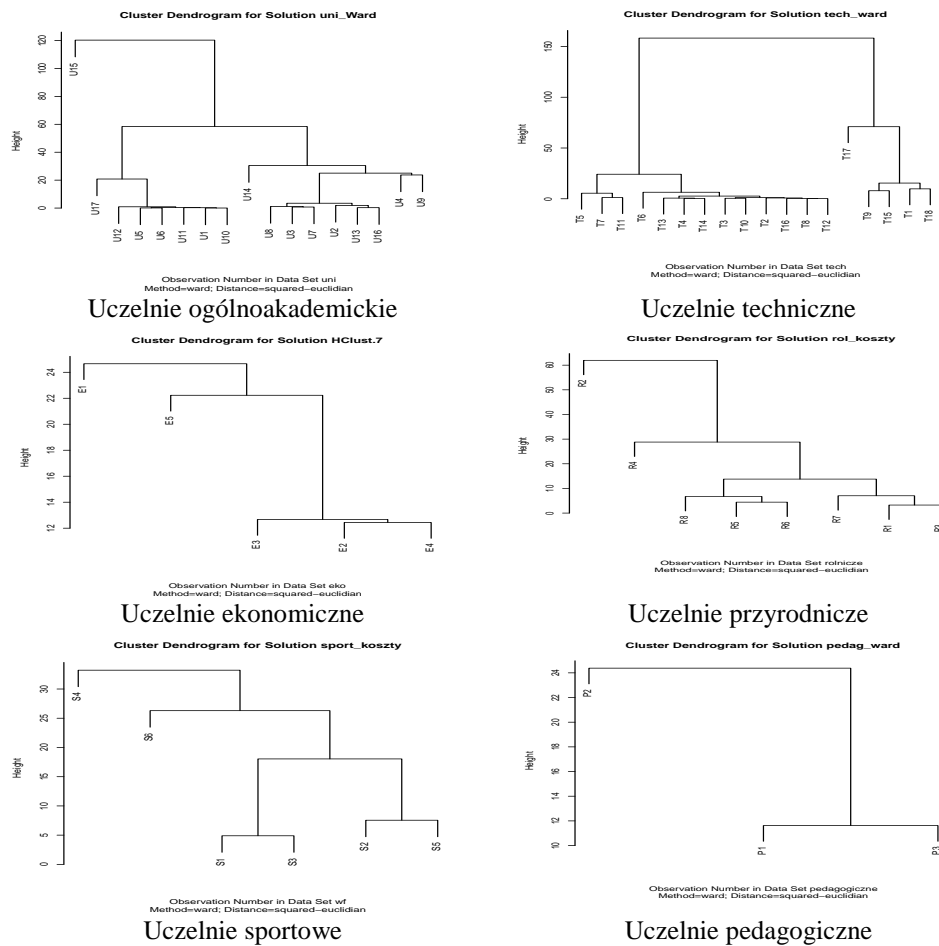 Cluster Dendrogram for Solution uni_Ward
Height
0 20 40 60 80 100 120
U15
U17
U12
U5
U6
U11
U1
U10
U14
U8
U3
U7
U2
U13
U16
U4
U9
Observation Number in Data Set uni
Method=ward; Distance=squared−euclidian
Uczelnie ogólnoakademickie
Cluster Dendrogram for Solution tech_ward
Height
0 50 100 150
T5
T7
T11
T6
T13
T4
T14
T3
T10
T2
T16
T8
T12
T17
T9
T15
T1
T18
Observation Number in Data Set tech
Method=ward; Distance=squared−euclidian
Uczelnie techniczne
Cluster Dendrogram for Solution HClust.7
Height
12 14 16 18 20 22 24
E1
E5
E3
E2
E4
Observation Number in Data Set eko
Method=ward; Distance=squared−euclidian
Uczelnie ekonomiczne
Cluster Dendrogram for Solution rol_koszty
Height
0 10 20 30 40 50 60
R2
R4
R8
R5
R6
R7
R1
Observation Number in Data Set rolnicze
Method=ward; Distance=squared−euclidian
Uczelnie przyrodnicze
Cluster Dendrogram for Solution sport_koszty
Height
0 5 10 15 20 25 30
S4
S6
S1
S3
S2
S5
Observation Number in Data Set wf
Method=ward; Distance=squared−euclidian
Uczelnie sportowe
Cluster Dendrogram for Solution pedag_ward
Height
10 12 14 16 18 20 22 24
P2
P1
P3
Observation Number in Data Set pedagogiczne
Method=ward; Distance=squared−euclidian
Uczelnie pedagogiczne